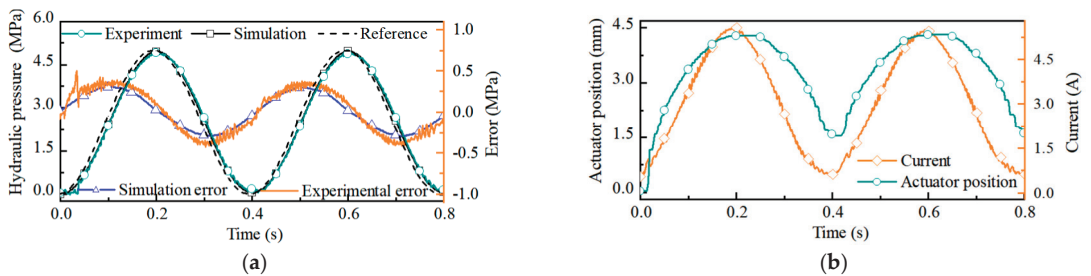 Experiment Simulation Reference
Hydraulic pressure (MPa)
6.0
4.5
3.0
1.5
0.0
1.0
0.5
0.0
-0.5
-1.0
Error (MPa)
Simulation error Experimental error
0.0 0.2 0.4 0.6 0.8
Time (s)
(a)
Actuator position (mm)
4.5
3.0
1.5
0.0
Current (A)
4.5
3.0
1.5
0.0
Current
Actuator position
0.0 0.2 0.4 0.6 0.8
Time (s)
(b)